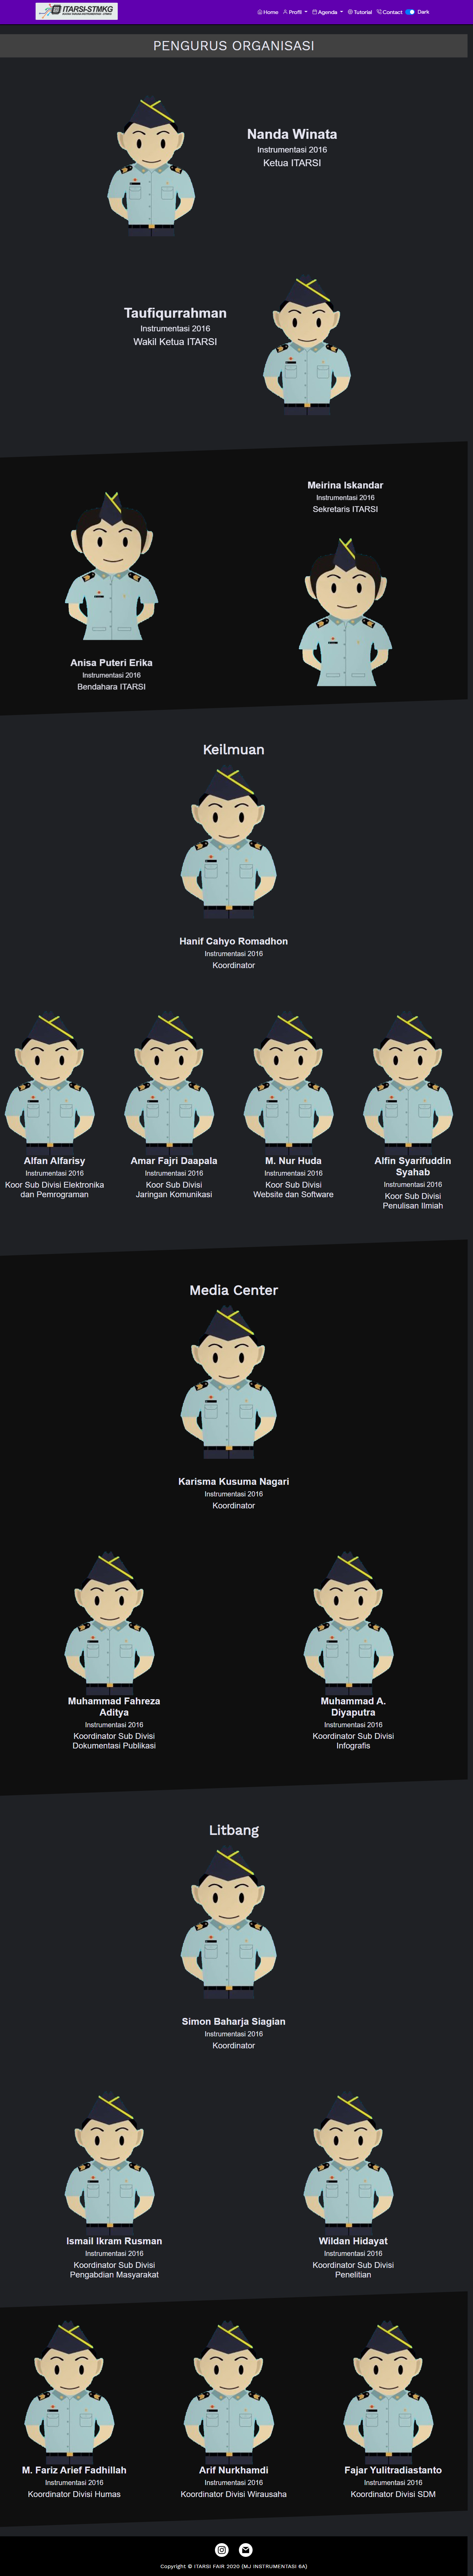 ITARSI-STMKG
Home Profil Agenda Tutorial Contact Dark
PENGURUS ORGANISASI
Nanda Winata
Instrumentasi 2016
Ketua ITARSI
Taufiqurrahman
Instrumentasi 2016
Wakil Ketua ITARSI
Meirina Iskandar
Instrumentasi 2016
Sekretaris ITARSI
Anisa Puteri Erika
Instrumentasi 2016
Bendahara ITARSI
Keilmuan
Hanif Cahyo Romadhon
Instrumentasi 2016
Koordinator
Alfan Alfarisy
Instrumentasi 2016
Koor Sub Divisi Elektronika
dan Pemrograman
Amar Fajri Daapala
Instrumentasi 2016
Koor Sub Divisi
Jaringan Komunikasi
M. Nur Huda
Instrumentasi 2016
Koor Sub Divisi
Website dan Software
Alfin Syarifuddin
Syahab
Instrumentasi 2016
Koor Sub Divisi
Penulisan Ilmiah
Media Center
Karisma Kusuma Nagari
Instrumentasi 2016
Koordinator
Muhammad Fahreza
Aditya
Instrumentasi 2016
Koordinator Sub Divisi
Dokumentasi Publikasi
Muhammad A.
Diyaputra
Instrumentasi 2016
Koordinator Sub Divisi
Infografis
Litbang
Simon Baharja Siagian
Instrumentasi 2016
Koordinator
Ismail Ikram Rusman
Instrumentasi 2016
Koordinator Sub Divisi
Pengabdian Masyarakat
Wildan Hidayat
Instrumentasi 2016
Koordinator Sub Divisi
Penelitian
M. Fariz Arief Fadhillah
Instrumentasi 2016
Koordinator Divisi Humas
Arif Nurkhamdi
Instrumentasi 2016
Koordinator Divisi Wirausaha
Fajar Yulitradiastanto
Instrumentasi 2016
Koordinator Divisi SDM
Copyright © ITARSI FAIR 2020 (MJ INSTRUMENTASI 6A)